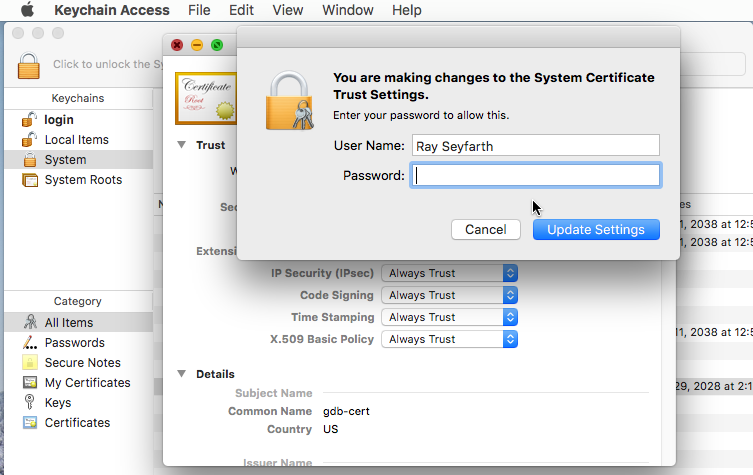 Keychain Access File Edit View Window Help
Click to unlock the Sy
Keychains
login
Local Items
System
System Roots
Category
All Items
Passwords
Secure Notes
My Certificates
Keys
Certificates
Certificate
Root
Trust
Extensi
IP Security (IPsec) Always Trust
Code Signing Always Trust
Time Stamping Always Trust
X.509 Basic Policy Always Trust
Details
Subject Name
Common Name gdb-cert
Country US
Issuer Name
You are making changes to the System Certificate
Trust Settings.
Enter your password to allow this.
User Name: Ray Seyfarth
Password:
Cancel Update Settings
1, 2038 at 12:5
1, 2038 at 12:5
11, 2038 at 12:5
29, 2028 at 2:1